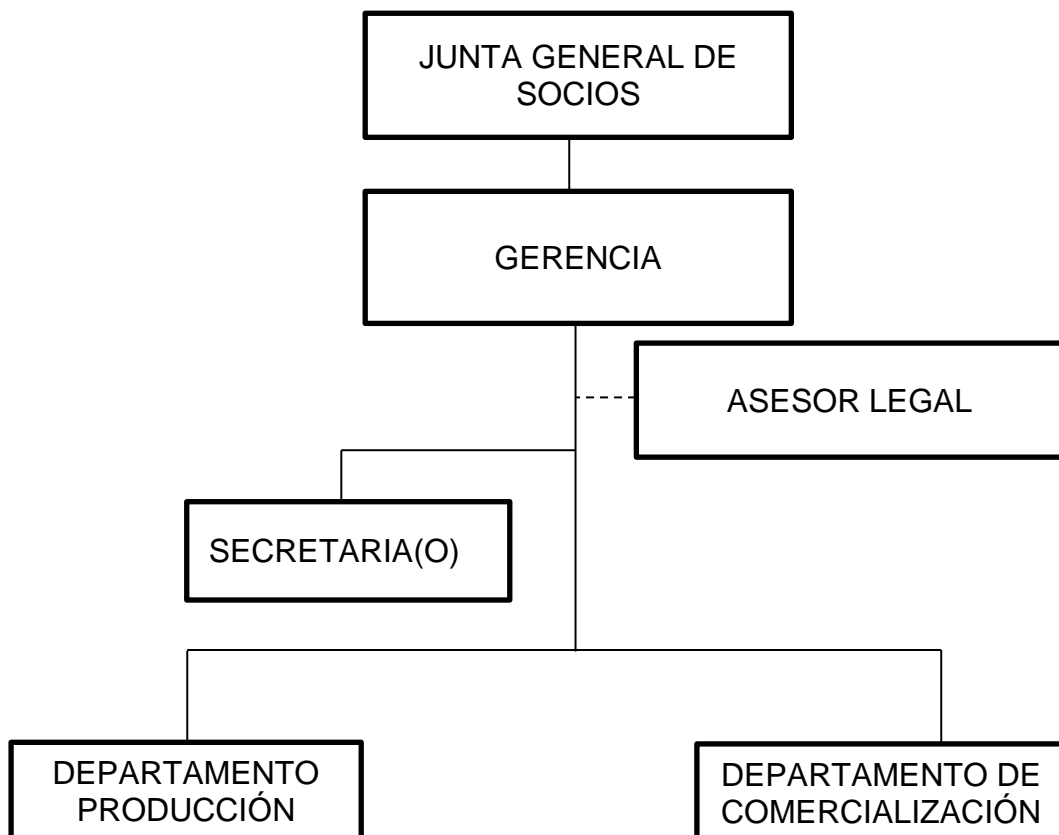 JUNTA GENERAL DE
SOCIOS
GERENCIA
ASESOR LEGAL
SECRETARIA(O)
DEPARTAMENTO
PRODUCCIÓN
DEPARTAMENTO DE
COMERCIALIZACIÓN